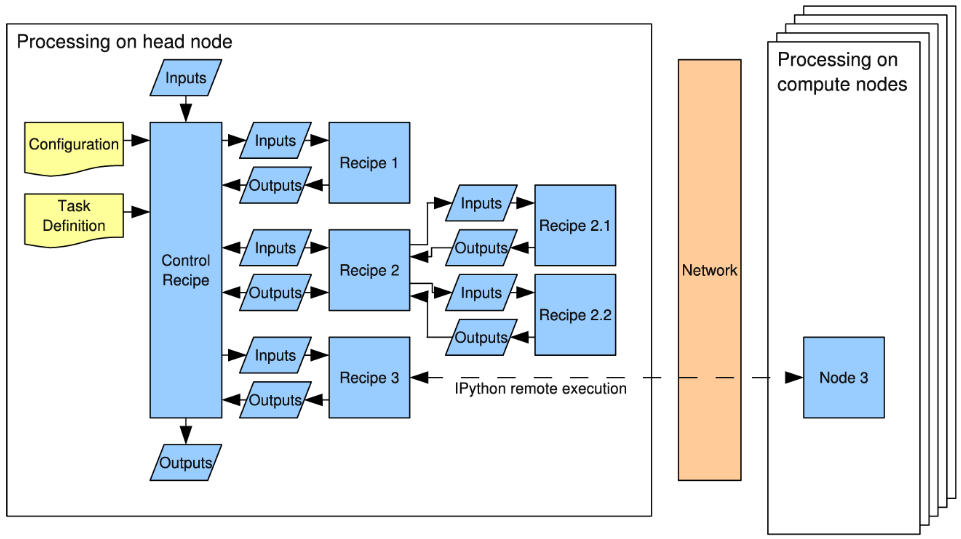 Processing on head node
Inputs
Configuration
Task
Definition
Control
Recipe
Outputs
Inputs
Outputs
Recipe 1
Inputs
Outputs
Recipe 2
Inputs
Outputs
Recipe 2.1
Inputs
Outputs
Recipe 2.2
Inputs
Outputs
Recipe 3
IPython remote execution
Network
Processing on
compute nodes
Node 3